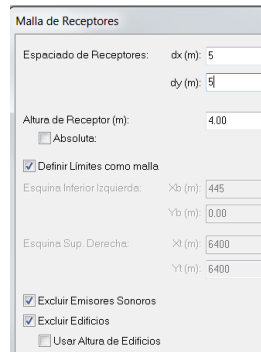 Malla de Receptores
Espaciado de Receptores: dx (m): 5
dy (m): 5
Altura de Receptor (m): 4.00
Absoluta:
Definir Límites como malla
Esquina Inferior Izquierda: Xb (m): 445
Yb (m): 0.00
Esquina Sup. Derecha: Xt (m): 6400
Yt (m): 6400
Excluir Emisores Sonoros
Excluir Edificios
Usar Altura de Edificios